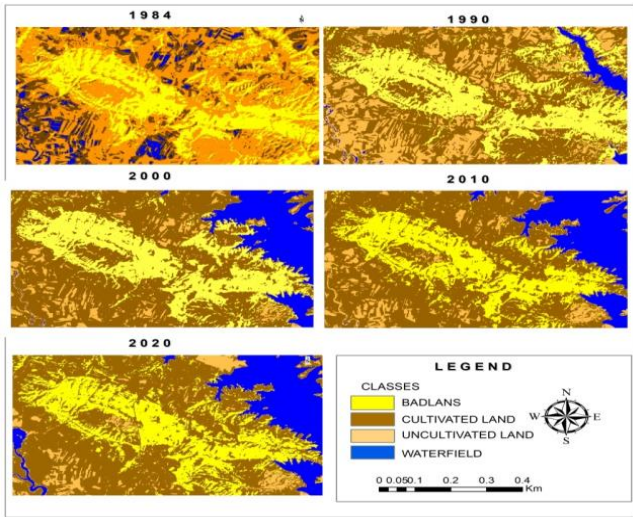 1984
1990
2000
2010
2020
LEGEND
CLASSES
BADLANS
CULTIVATED LAND
UNCULTIVATED LAND
WATERFIELD
N
W E
S
0 0.050.1 0.2 0.3 0.4
Km